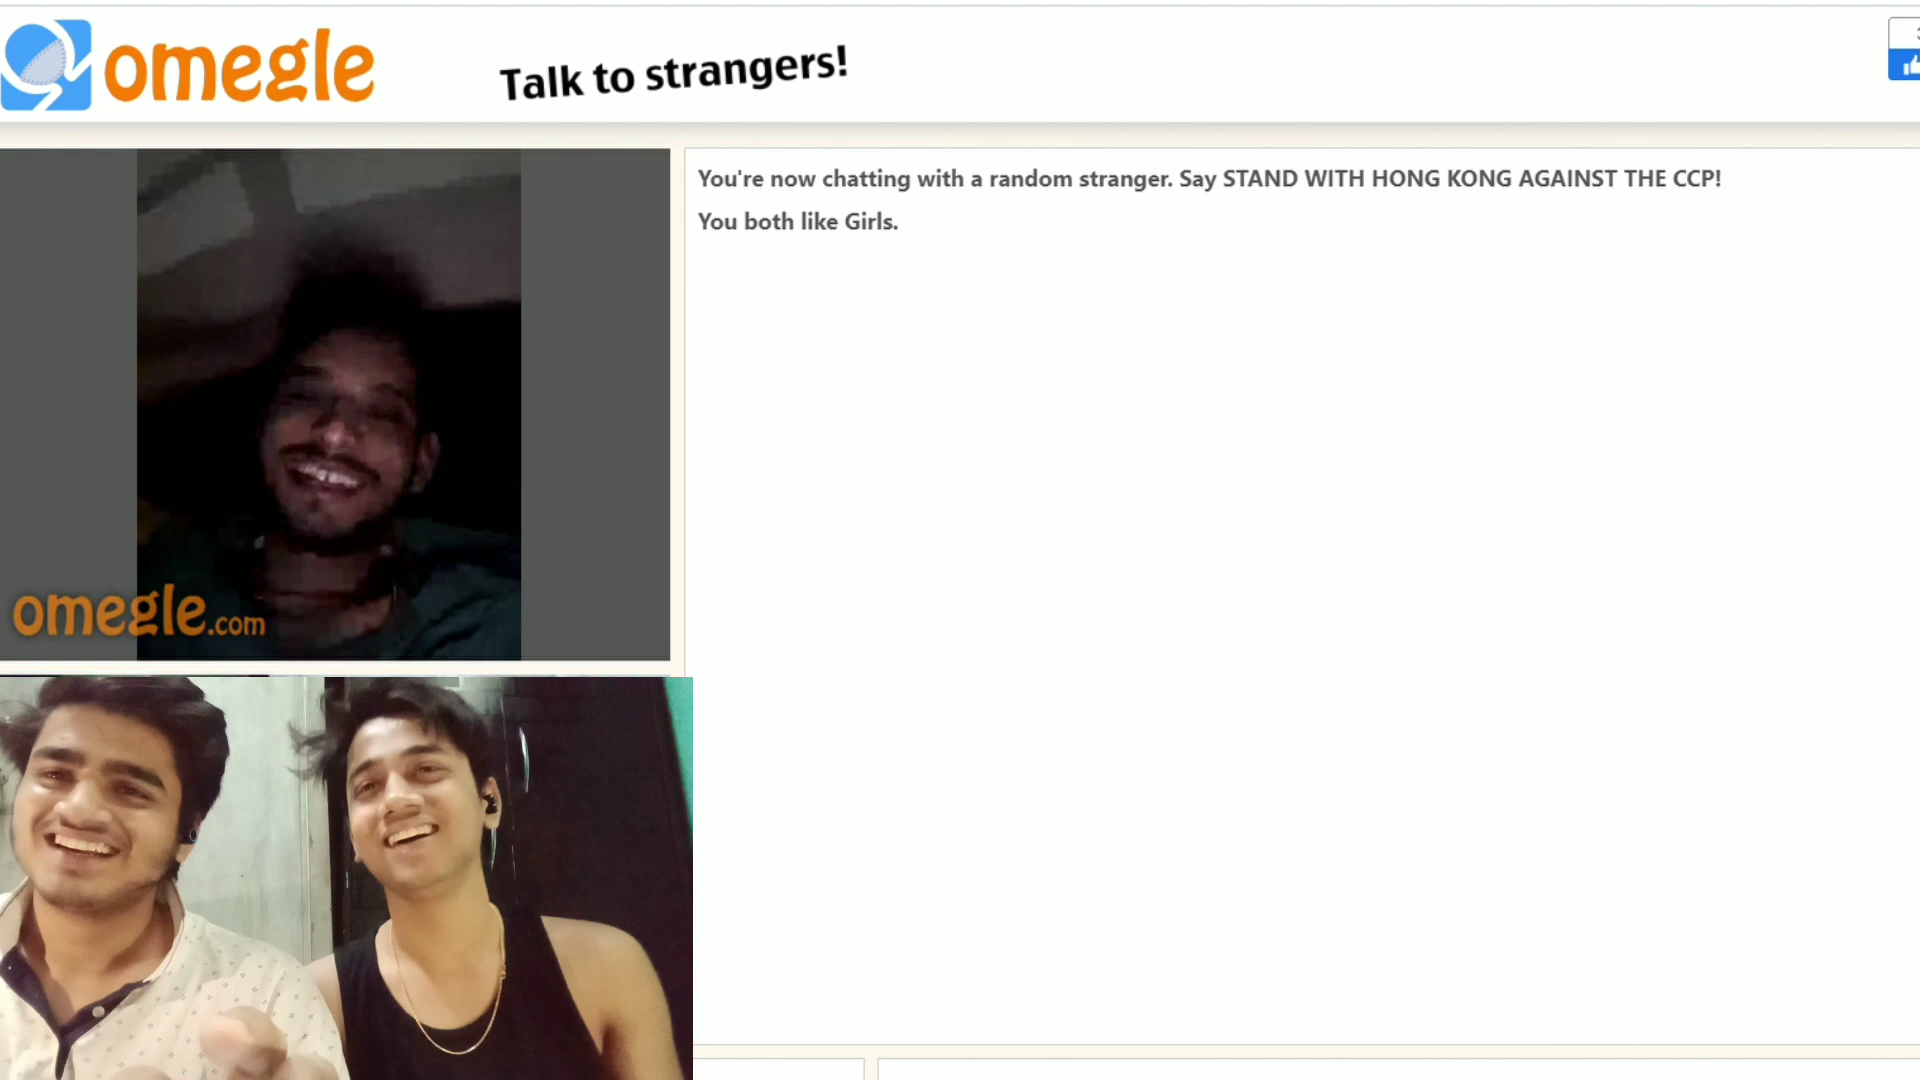 omegle
Talk to strangers!
You're now chatting with a random stranger. Say STAND WITH HONG KONG AGAINST THE CCP!
You both like Girls.
omegle.com